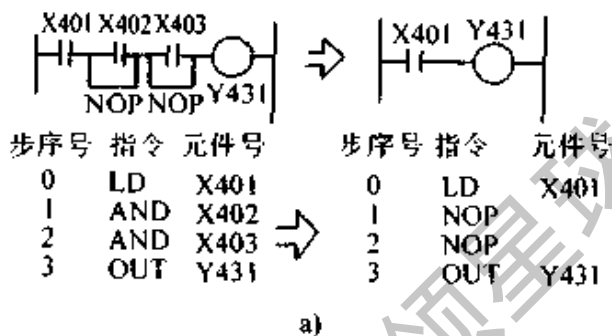 X401 X402 X403
X401 Y431
NOP NOP Y431
步序号 指令 元件号
0 LD X401
1 AND X402
2 AND X403
3 OUT Y431
步序号 指令 元件号
0 LD X401
1 NOP
2 NOP
3 OUT Y431
a)